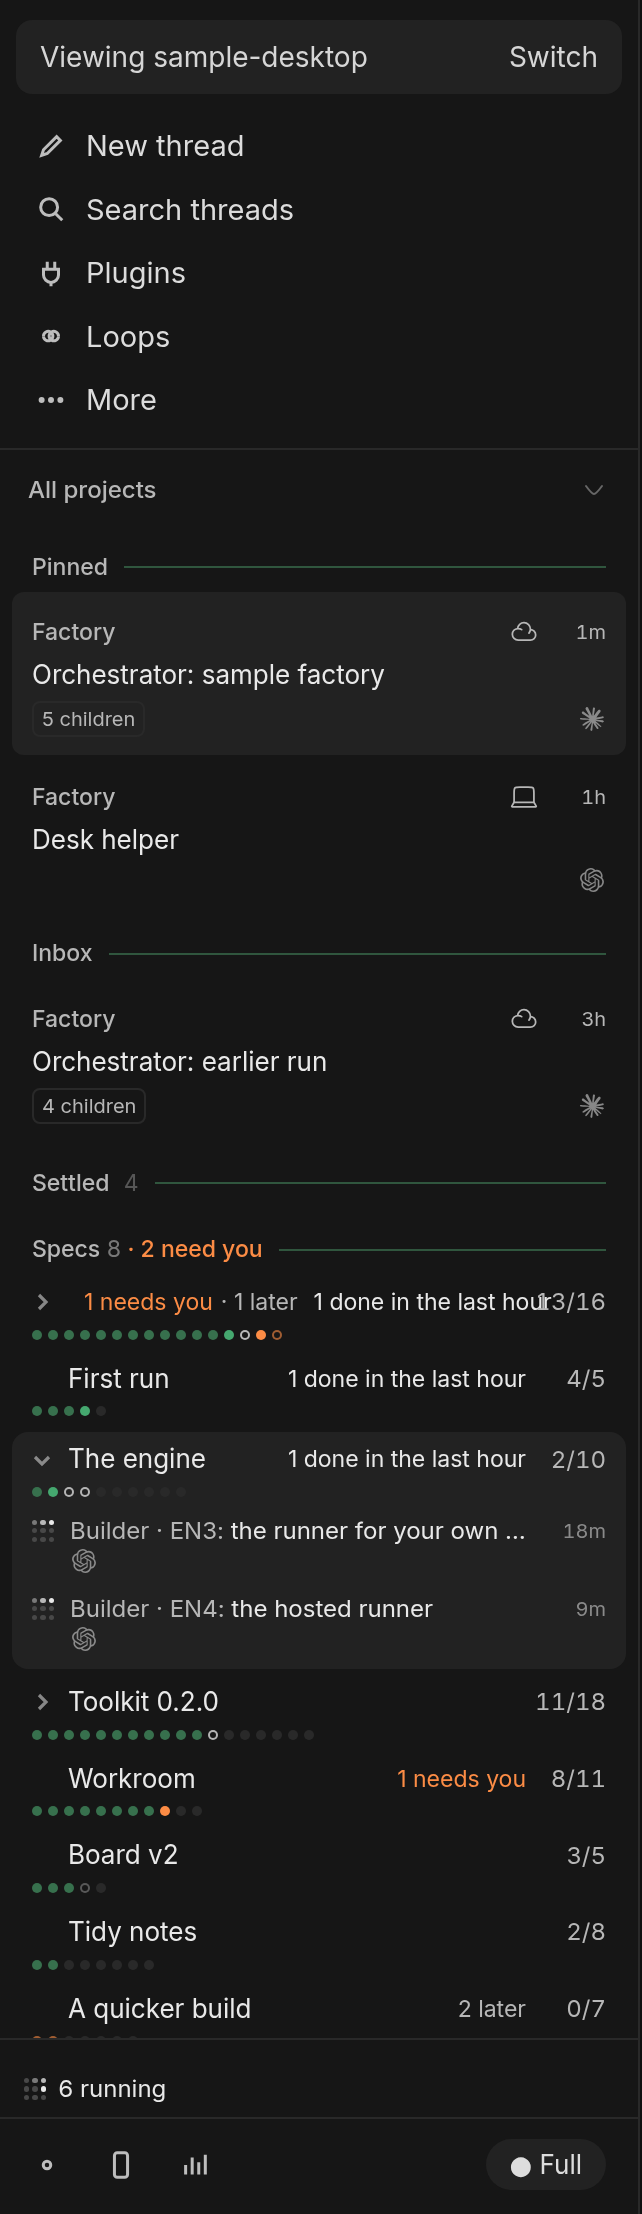 Viewing sample-desktop Switch
New thread
Search threads
Plugins
Loops
More
All projects
Pinned
Factory 1m
Orchestrator: sample factory
5 children
Factory 1h
Desk helper
Inbox
Factory 3h
Orchestrator: earlier run
4 children
Settled 4
Specs 8 · 2 need you
1 needs you · 1 later 1 done in the last hour 13/16
First run 1 done in the last hour 4/5
The engine 1 done in the last hour 2/10
Builder · EN3: the runner for your own ... 18m
Builder · EN4: the hosted runner 9m
Toolkit 0.2.0 11/18
Workroom 1 needs you 8/11
Board v2 3/5
Tidy notes 2/8
A quicker build 2 later 0/7
6 running
Full